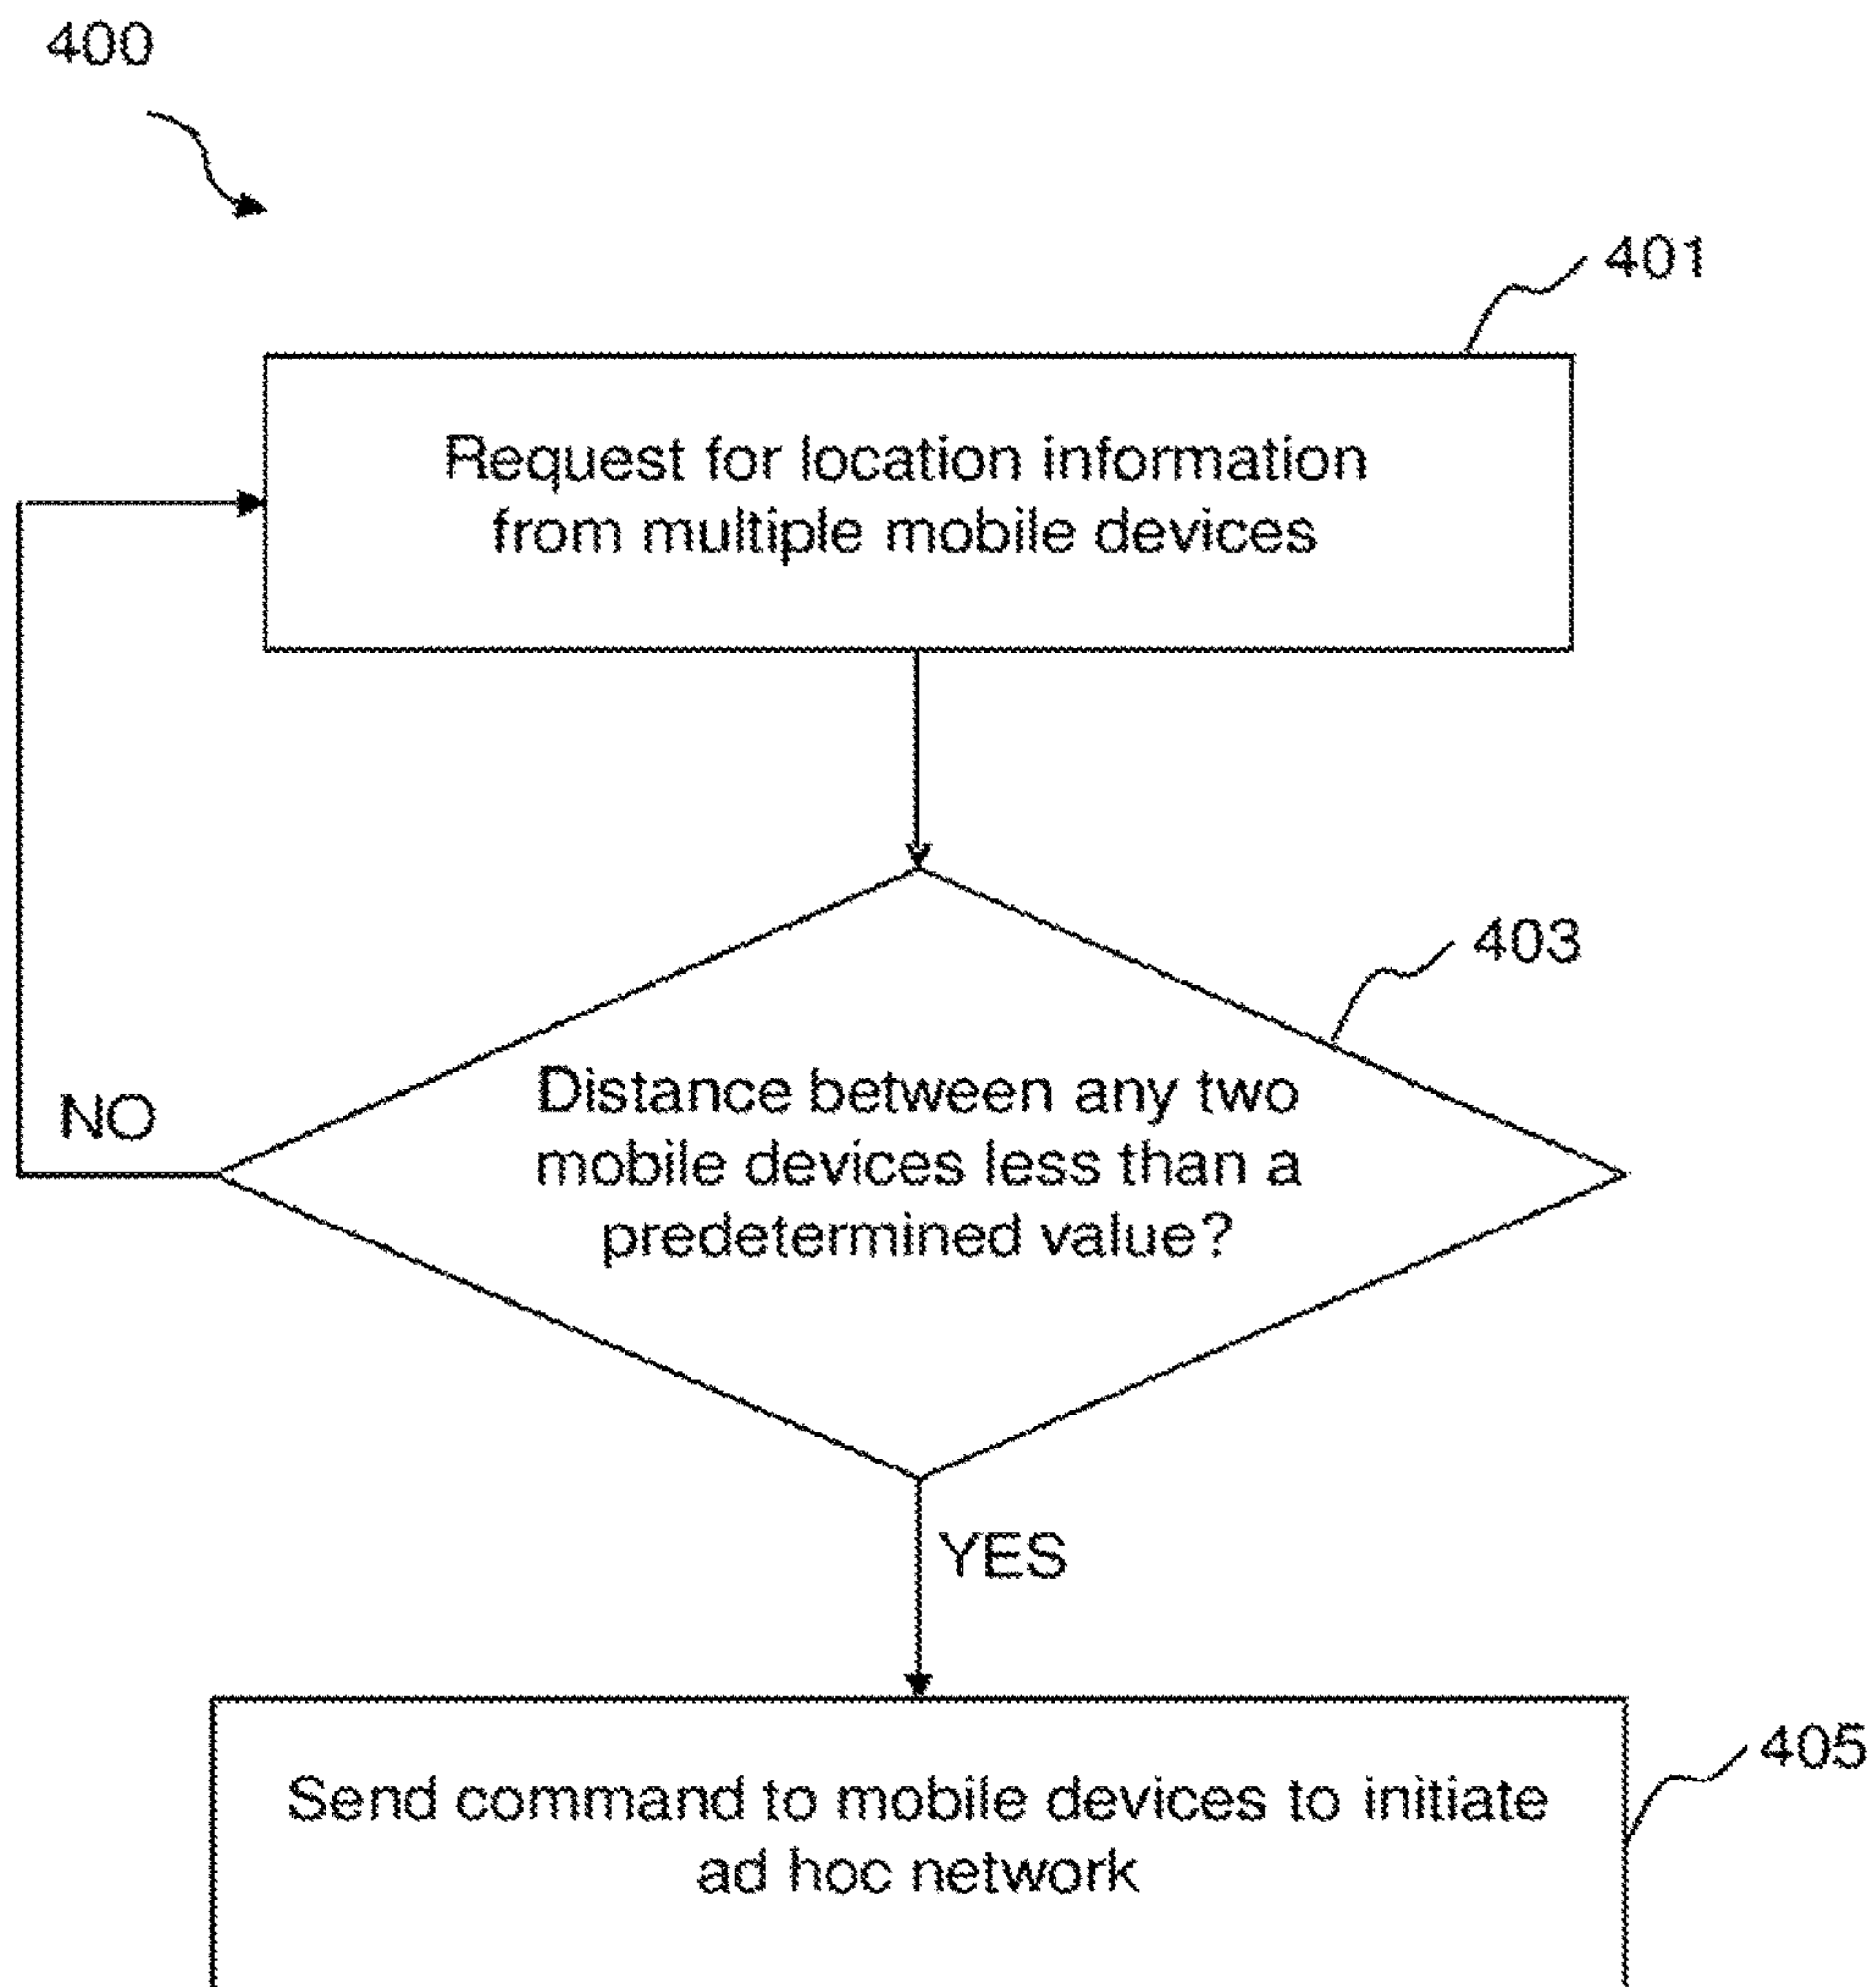 400
401
Request for location information
from multiple mobile devices
403
Distance between any two
mobile devices less than a
predetermined value?
NO
YES
405
Send command to mobile devices to initiate
ad hoc network